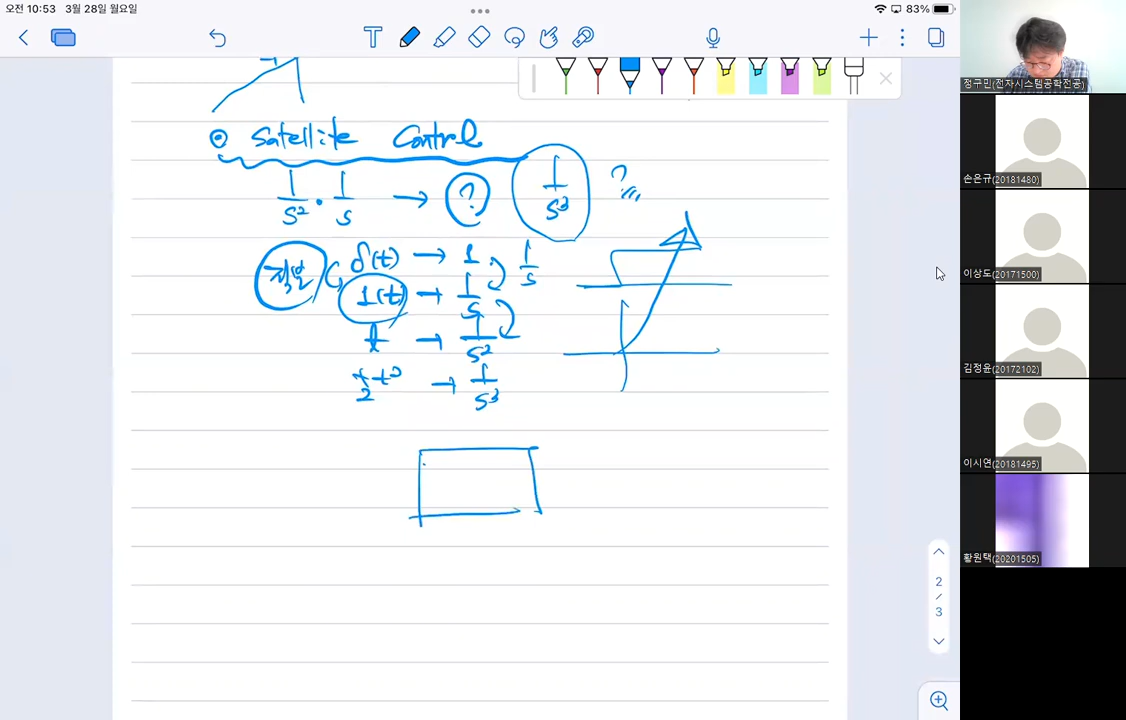 오전 10:53 3월 28일 월요일
83%
정구민(전자시스템공학전공)
손은규(20181480)
이상도(20171500)
김정윤(20172102)
이시연(20181495)
황원택(20201505)
⊙ Satellite Control
1/s² · 1/s → ? 1/s³ ?
적분 δ(t) → 1 1/s
1(t) → 1/s
t → 1/s²
1/2 t² → 1/s³
2
/
3